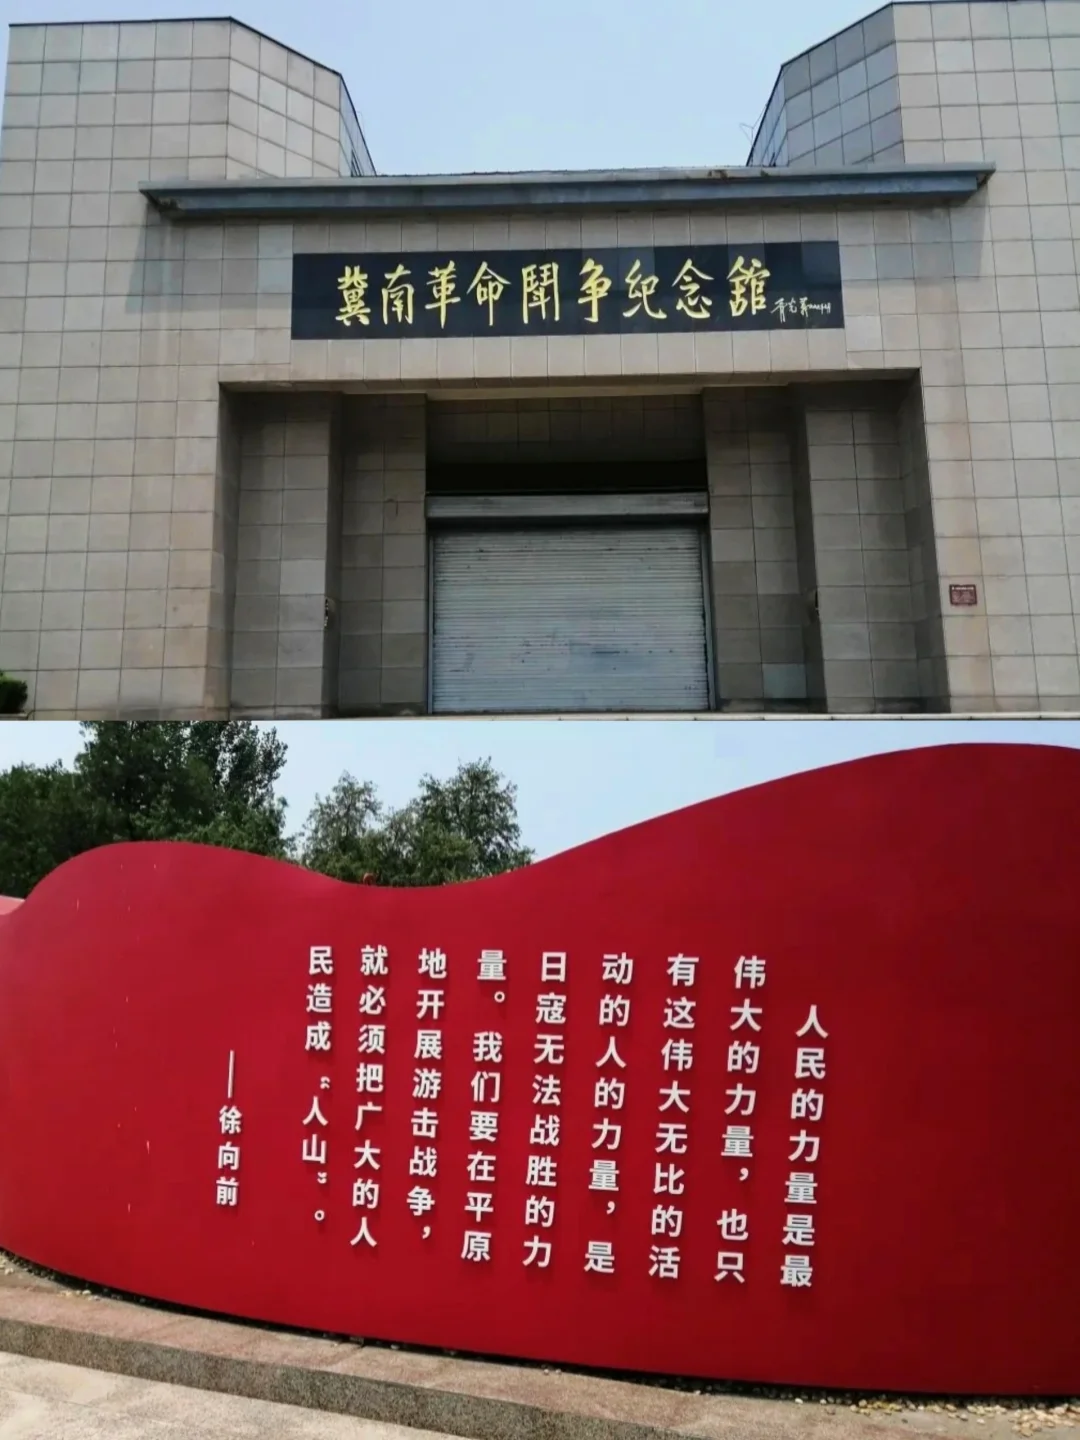 冀南革命鬥争纪念舘
人民的力量是最
伟大的力量，也只
有这伟大无比的活
动的人的力量，是
日寇无法战胜的力
量。我们要在平原
地开展游击战争，
就必须把广大的人
民造成“人山”。
——徐向前